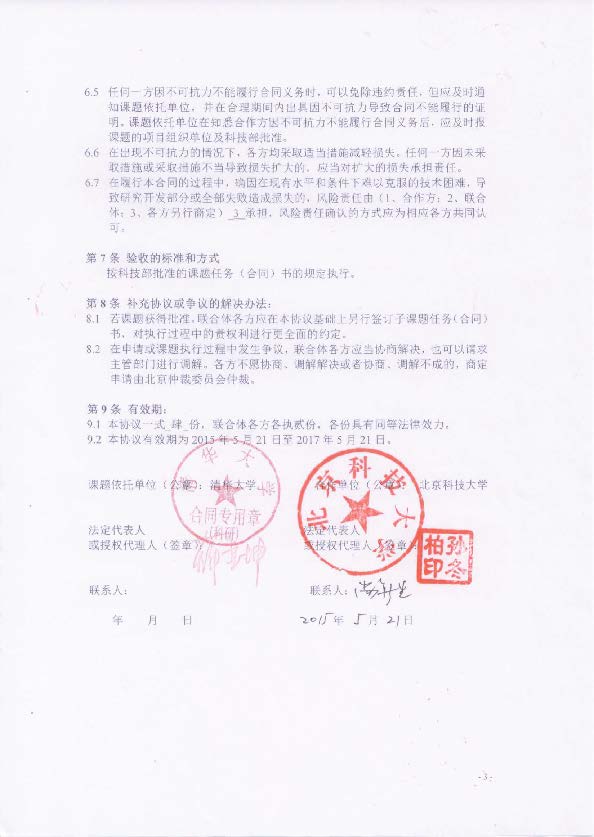 6.5 任何一方因不可抗力不能履行合同义务时，可以免除违约责任，但应及时通
知课题依托单位，并在合理期间内出具因不可抗力导致合同不能履行的证
明。课题依托单位在知悉合作方因不可抗力不能履行合同义务后，应及时报
课题的项目组织单位及科技部批准。
6.6 在出现不可抗力的情况下，各方均采取适当措施减轻损失，任何一方因未采
取措施或采取措施不当导致损失扩大的，应当对扩大的损失承担责任。
6.7 在履行本合同的过程中，确因在现有水平和条件下难以克服的技术困难，导
致研究开发部分或全部失败造成损失的，风险责任由（1、合作方；2、联合
体；3、各方另行商定）_3_承担，风险责任确认的方式应为相应各方共同认
可；
第 7 条 验收的标准和方式
按科技部批准的课题任务（合同）书的规定执行。
第 8 条 补充协议或争议的解决办法：
8.1 若课题获得批准，联合体各方应在本协议基础上另行签订子课题任务（合同）
书，对执行过程中的责权利进行更全面的约定。
8.2 在申请或课题执行过程中发生争议，联合体各方应当协商解决，也可以请求
主管部门进行调解。各方不愿协商、调解解决或者协商、调解不成的，商定
申请由北京仲裁委员会仲裁。
第 9 条 有效期：
9.1 本协议一式_肆_份，联合体各方各执贰份，各份具有同等法律效力。
9.2 本协议有效期为 2015 年 5 月 21 日至 2017 年 5 月 21 日。
课题依托单位（公章）：清华大学 单位（公章） 北京科技大学
清华大学
合同专用章
（科研）
北京科技大学
法定代表人 法定代表人
或授权代理人（签章） 或授权代理人（签章）
孙冬柏印
联系人： 联系人：
年 月 日 2015 年 5 月 21 日
- 3 -